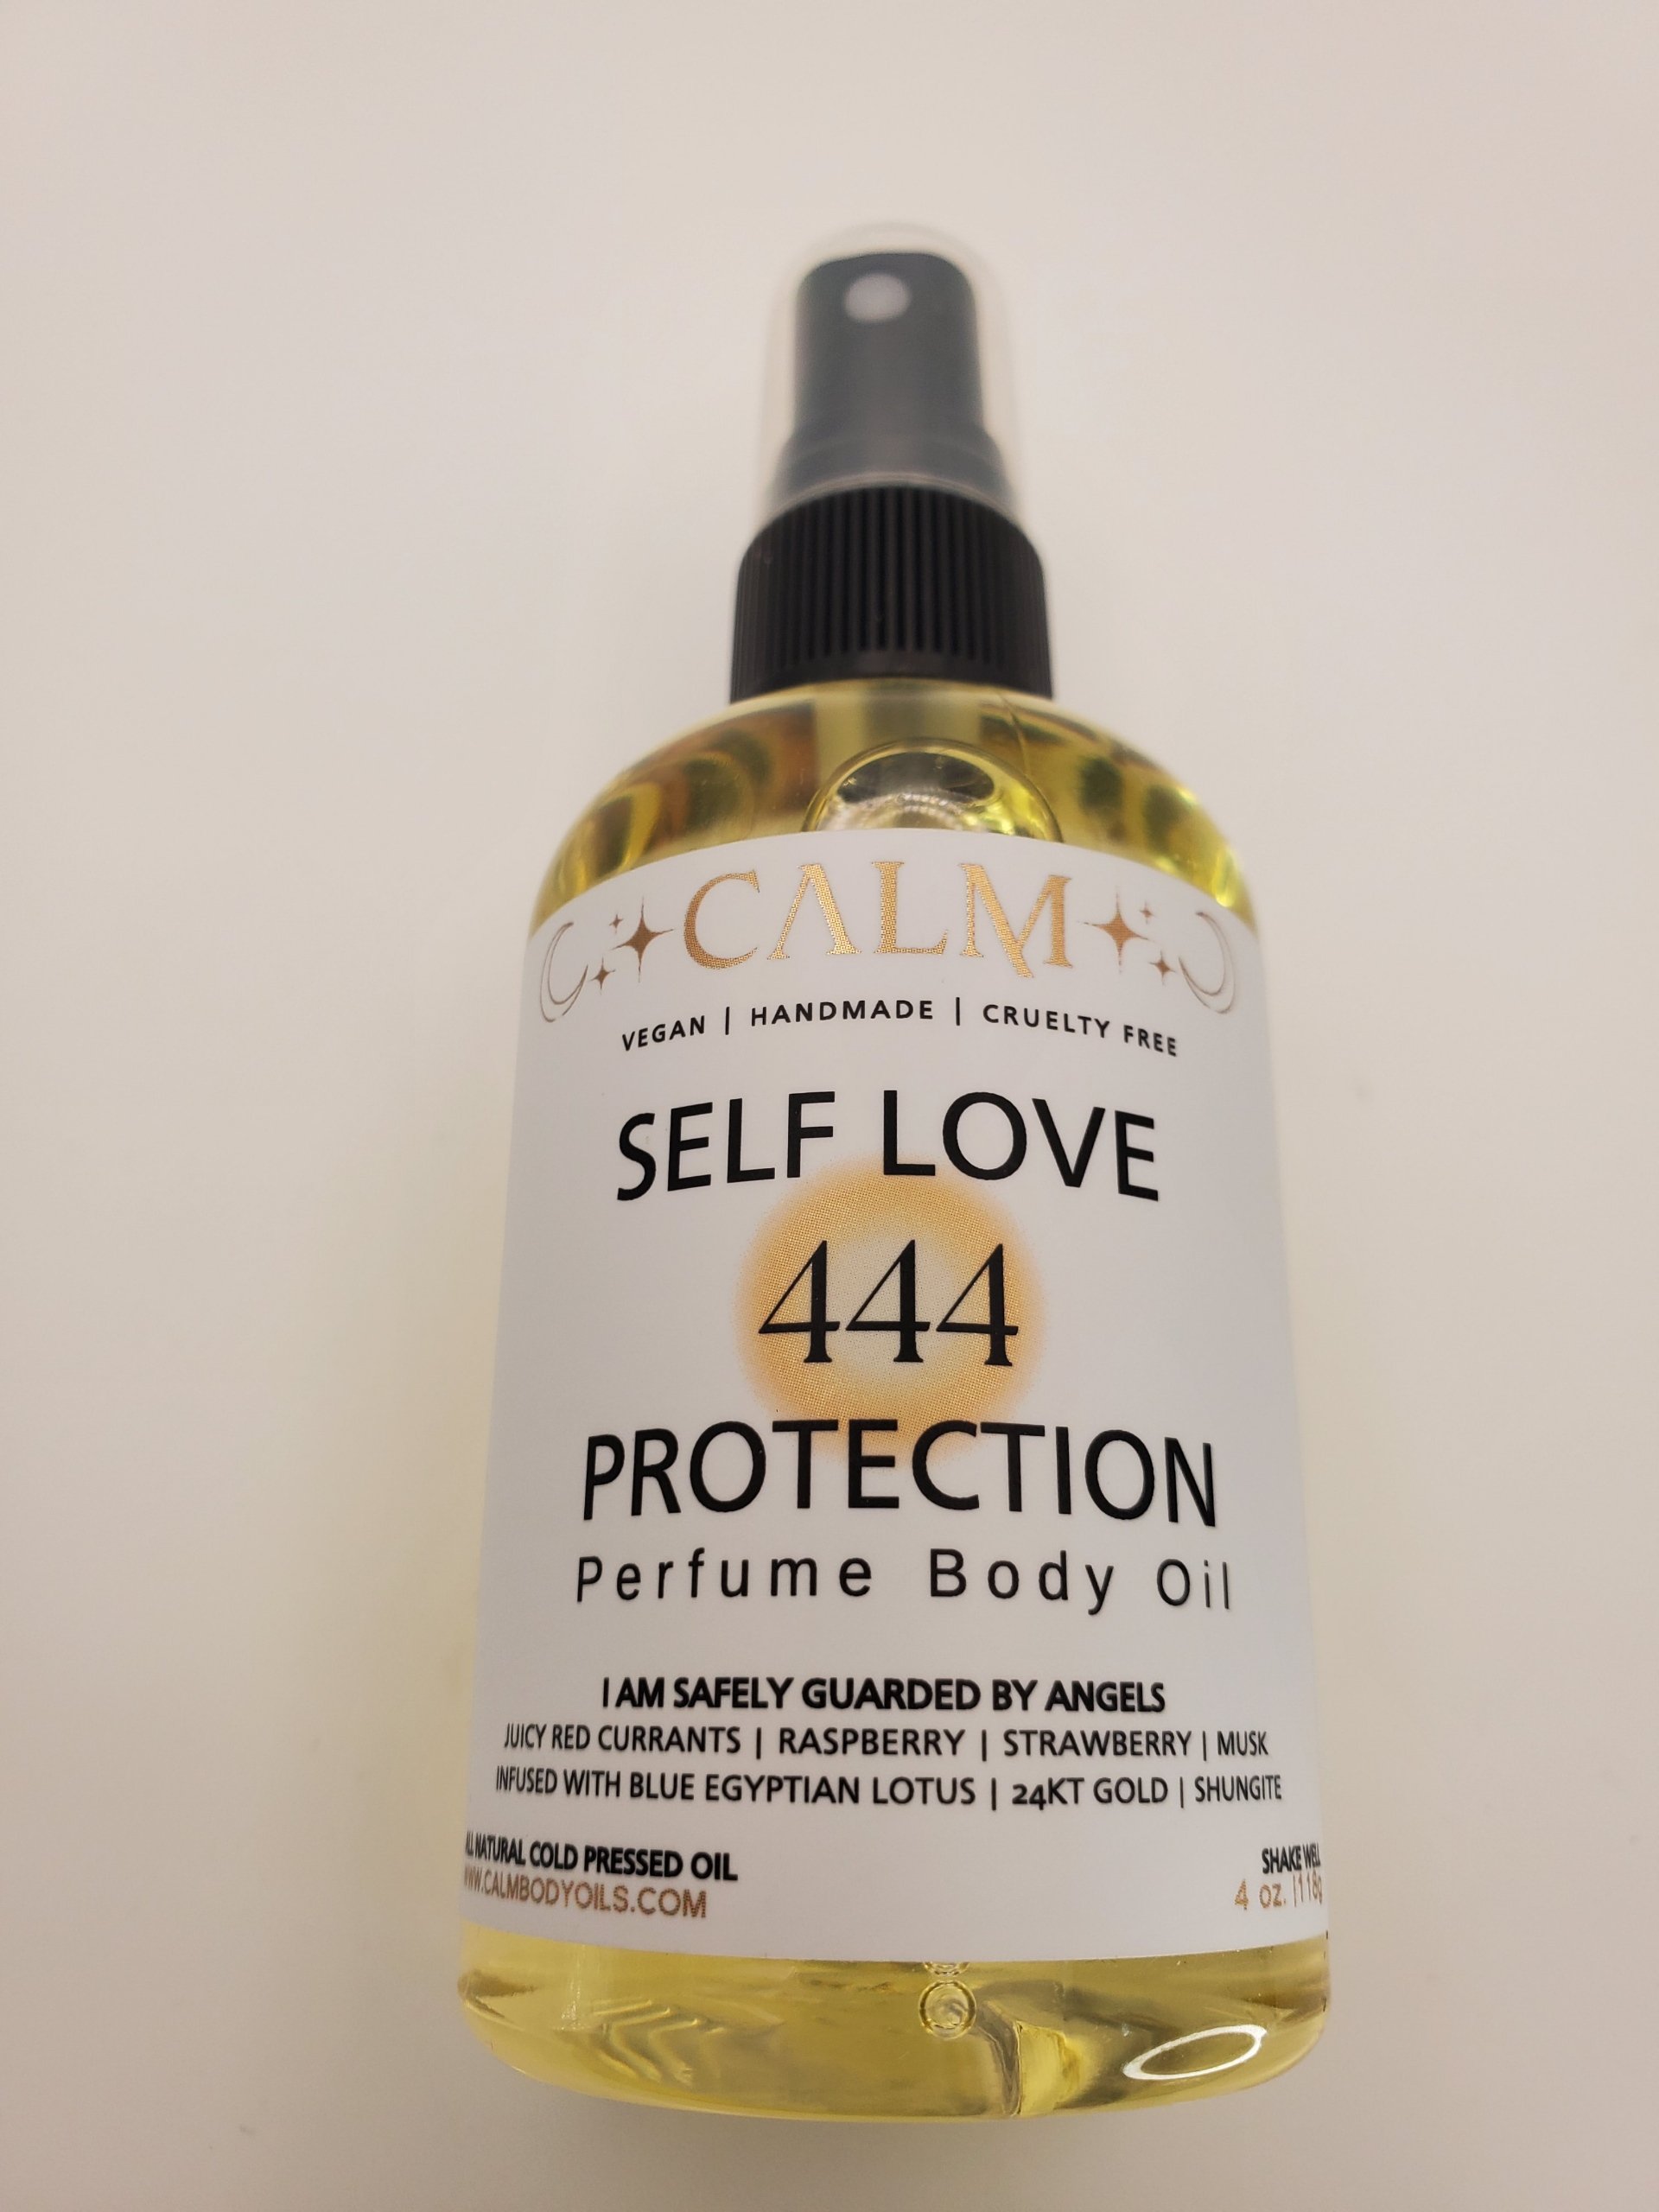 CALM
VEGAN | HANDMADE | CRUELTY FREE
SELF LOVE
444
PROTECTION
Perfume Body Oil
I AM SAFELY GUARDED BY ANGELS
JUICY RED CURRANTS | RASPBERRY | STRAWBERRY | MUSK
INFUSED WITH BLUE EGYPTIAN LOTUS | 24KT GOLD | SHUNGITE
ALL NATURAL COLD PRESSED OIL
WWW.CALMBODYOILS.COM
SHAKE WELL
4 oz. |118g